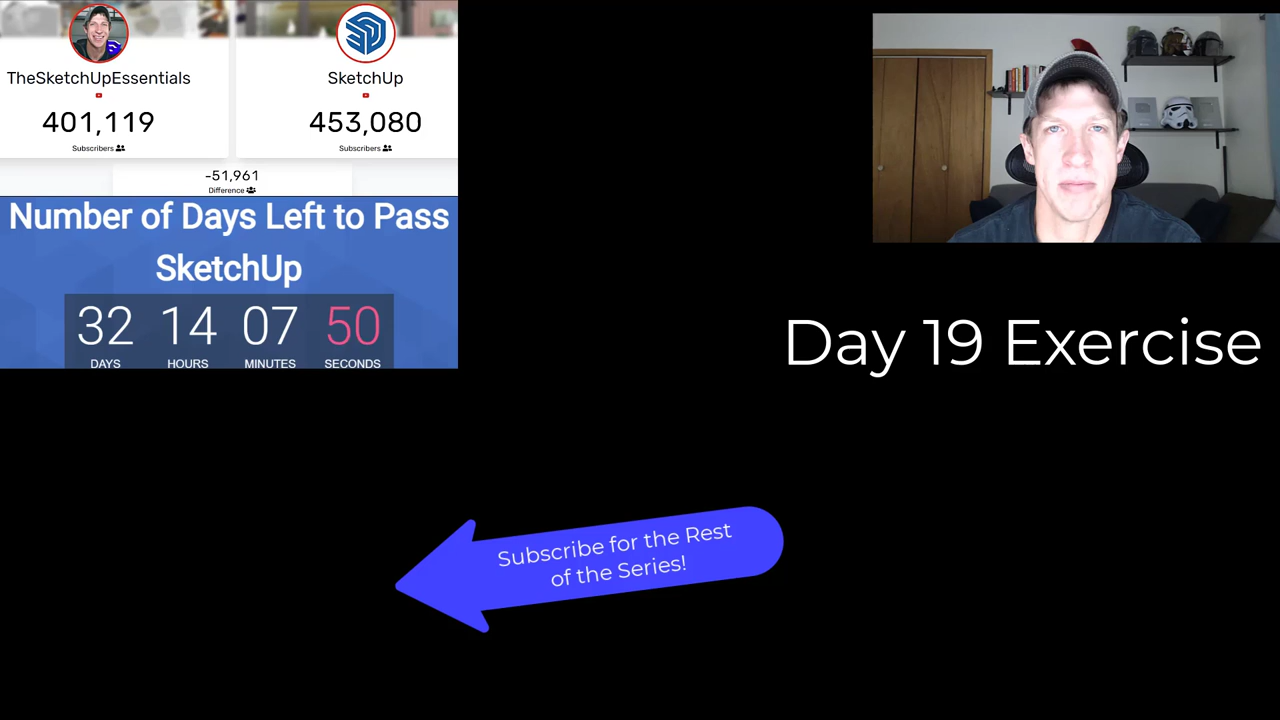 TheSketchUpEssentials
401,119
Subscribers
SketchUp
453,080
Subscribers
-51,961
Difference
Number of Days Left to Pass
SketchUp
32 14 07 50
DAYS HOURS MINUTES SECONDS
Day 19 Exercise
Subscribe for the Rest
of the Series!